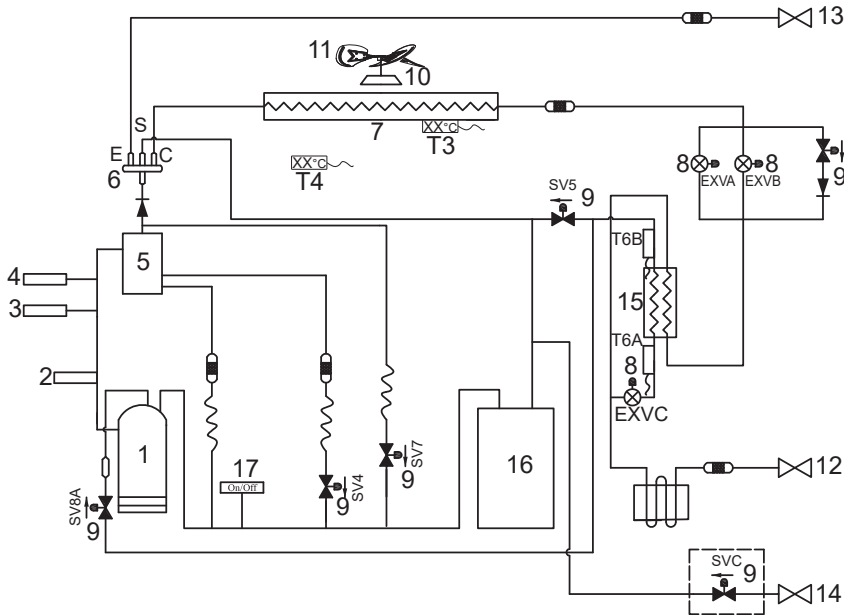 13
11
10
7
XX°C
T3
S
E
C
6
XX°C
T4
8
EXVA
8
EXVB
9
SV5
9
T6B
5
4
3
15
T6A
2
8
EXVC
1
17
On/Off
16
SV7
9
SV4
9
SV8A
9
12
SVC
9
14